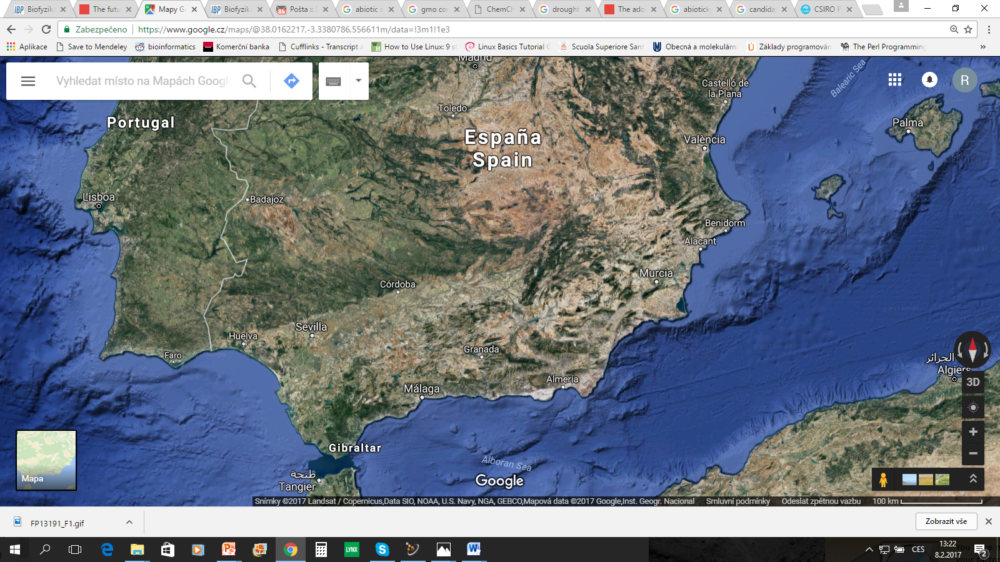 Biofyzik
The futu
Mapy G
Biofyzik
Pošta ::
abiotic s
gmo cor
ChemCh
drought
The ado
abiotick
candida
CSIRO P
Zabezpečeno
https://www.google.cz/maps/@38.0162217,-3.3380786,556611m/data=!3m1!1e3
Aplikace
Save to Mendeley
bioinformatics
Komerční banka
Cufflinks - Transcript a
How to Use Linux: 9 st
Linux Basics Tutorial
Scuola Superiore Sant
Obecná a molekulárn
Základy programován
The Perl Programming
Vyhledat místo na Mapách Googl
Madrid
Balearic Sea
R
Castelló de
la Plana
Toledo
Portugal
Palma
España
Spain
València
Lisboa
Badajoz
Benidorm
Alacant
Murcia
Córdoba
Sevilla
Huelva
Granada
Faro
الجزائر
Algiers
Almería
3D
Málaga
Gibraltar
Alboran Sea
طنجة
Tangier
Mapa
Google
Snímky ©2017 Landsat / Copernicus,Data SIO, NOAA, U.S. Navy, NGA, GEBCO,Mapová data ©2017 Google,Inst. Geogr. Nacional
Smluvní podmínky
Odeslat zpětnou vazbu
100 km
FP13191_F1.gif
Zobrazit vše
LYNX
CES
13:22
8.2.2017
2